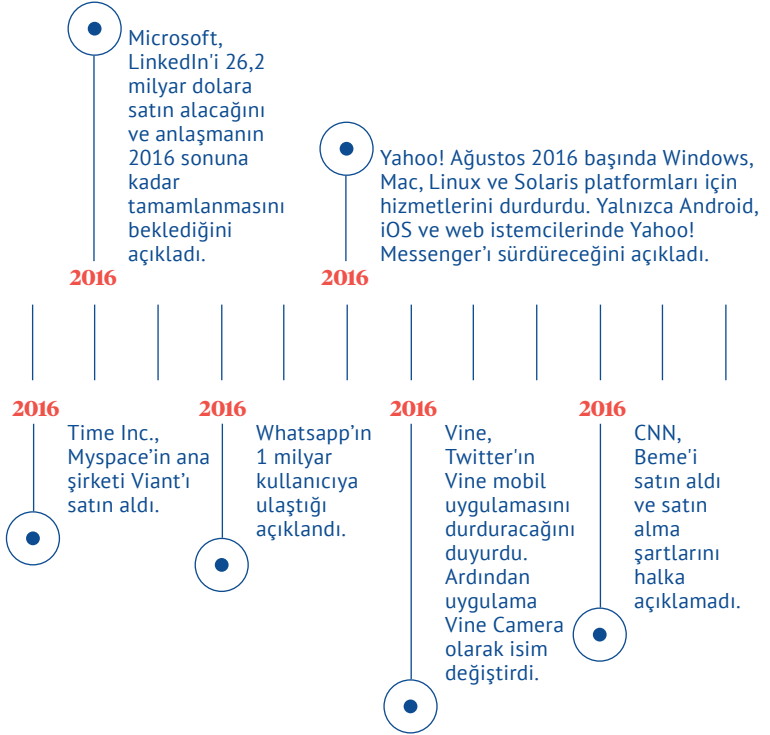 Microsoft,
LinkedIn'i 26,2
milyar dolara
satın alacağını
ve anlaşmanın
2016 sonuna
kadar
tamamlanmasını
beklediğini
açıkladı.
2016
Yahoo! Ağustos 2016 başında Windows,
Mac, Linux ve Solaris platformları için
hizmetlerini durdurdu. Yalnızca Android,
iOS ve web istemcilerinde Yahoo!
Messenger’ı sürdüreceğini açıkladı.
2016
2016
Time Inc.,
Myspace’in ana
şirketi Viant’ı
satın aldı.
2016
Whatsapp’ın
1 milyar
kullanıcıya
ulaştığı
açıklandı.
2016
Vine,
Twitter'ın
Vine mobil
uygulamasını
durduracağını
duyurdu.
Ardından
uygulama
Vine Camera
olarak isim
değiştirdi.
2016
CNN,
Beme'i
satın aldı
ve satın
alma
şartlarını
halka
açıklamadı.